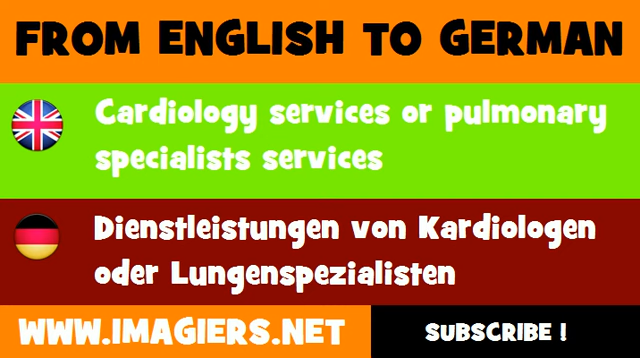 FROM ENGLISH TO GERMAN
Cardiology services or pulmonary
specialists services
Dienstleistungen von Kardiologen
oder Lungenspezialisten
WWW.IMAGIERS.NET
SUBSCRIBE !